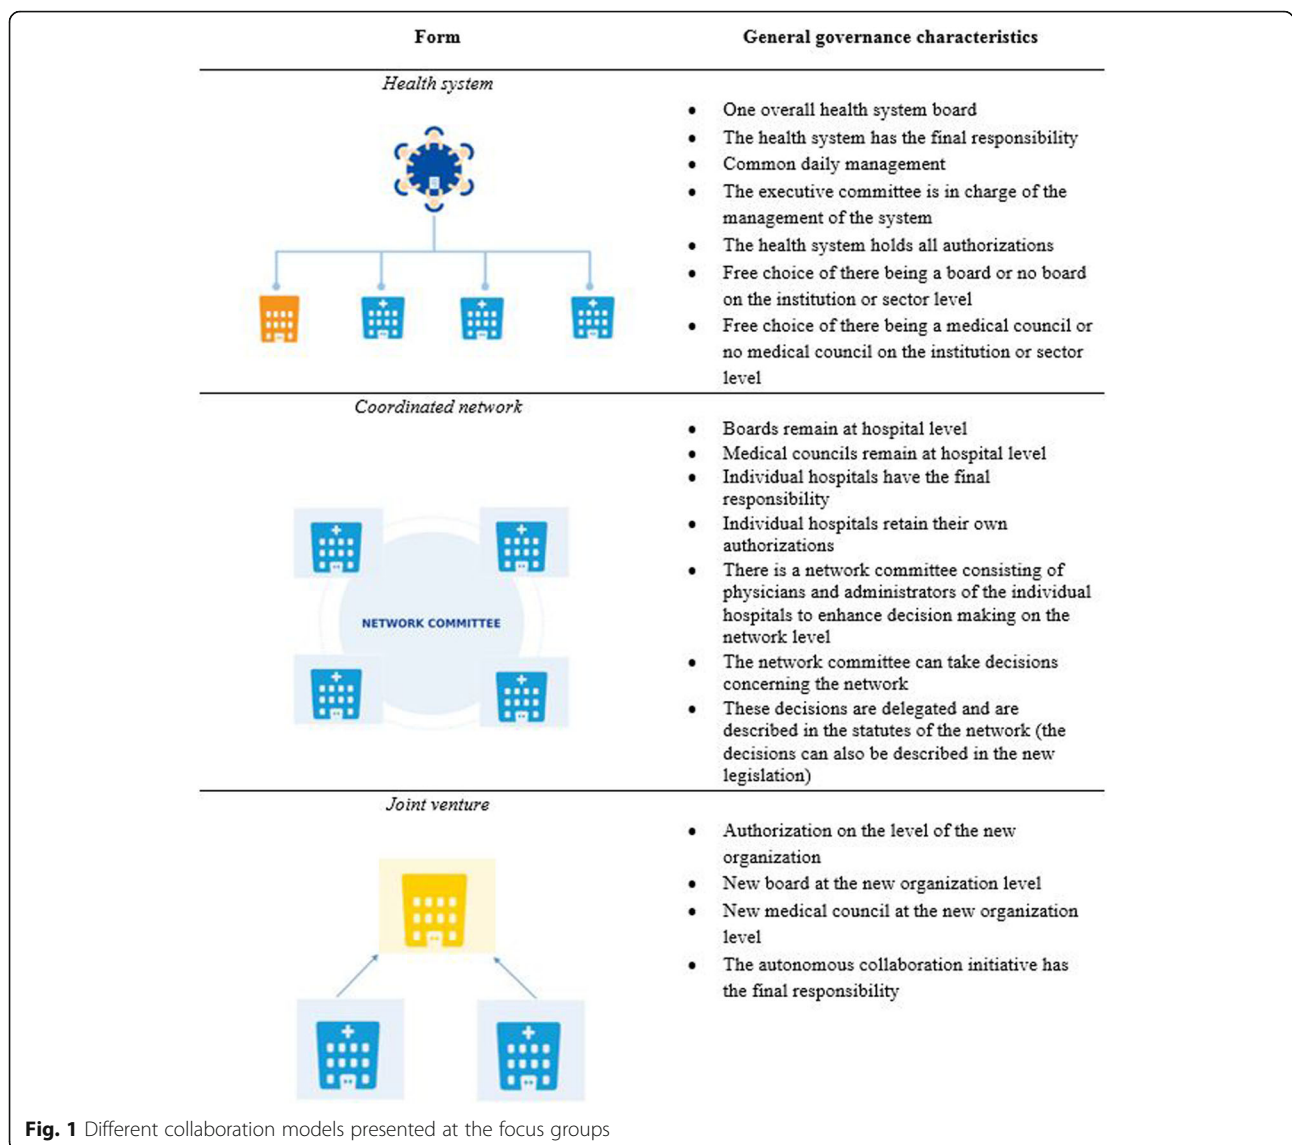 Form
General governance characteristics
Health system
• One overall health system board
• The health system has the final responsibility
• Common daily management
• The executive committee is in charge of the
management of the system
• The health system holds all authorizations
• Free choice of there being a board or no board
on the institution or sector level
• Free choice of there being a medical council or
no medical council on the institution or sector
level
Coordinated network
NETWORK COMMITTEE
• Boards remain at hospital level
• Medical councils remain at hospital level
• Individual hospitals have the final
responsibility
• Individual hospitals retain their own
authorizations
• There is a network committee consisting of
physicians and administrators of the individual
hospitals to enhance decision making on the
network level
• The network committee can take decisions
concerning the network
• These decisions are delegated and are
described in the statutes of the network (the
decisions can also be described in the new
legislation)
Joint venture
• Authorization on the level of the new
organization
• New board at the new organization level
• New medical council at the new organization
level
• The autonomous collaboration initiative has
the final responsibility
Fig. 1 Different collaboration models presented at the focus groups